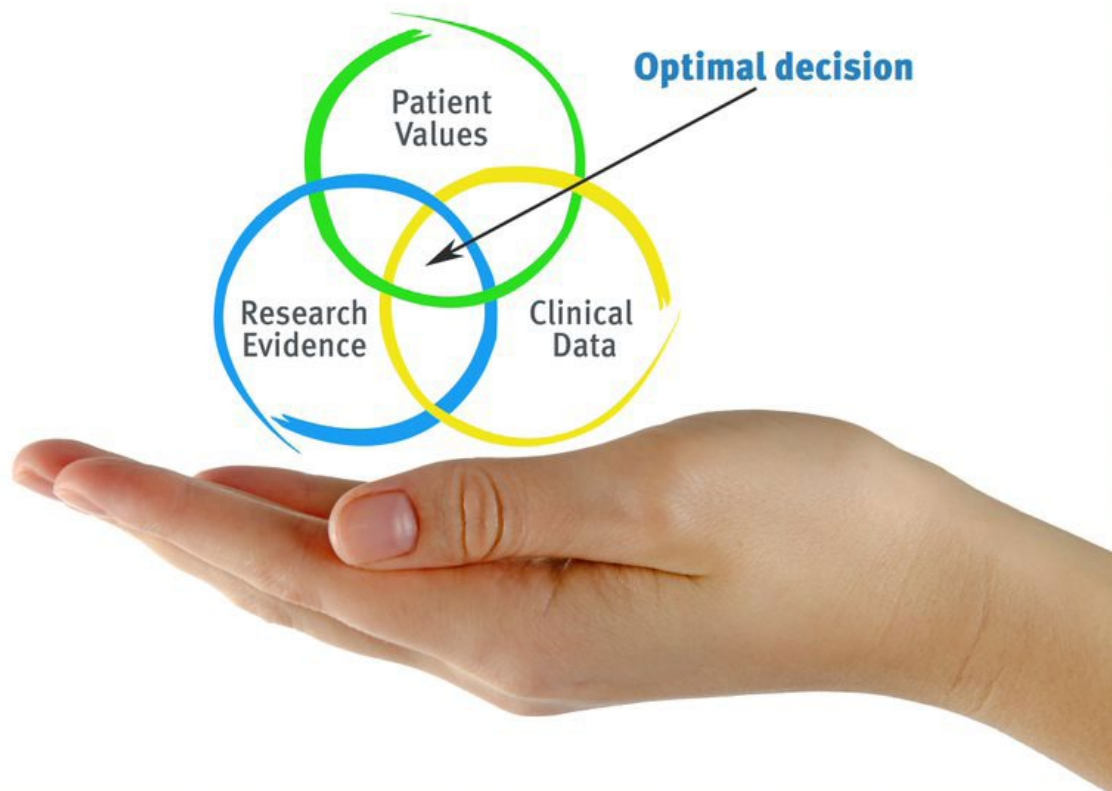 Optimal decision
Patient
Values
Research
Evidence
Clinical
Data